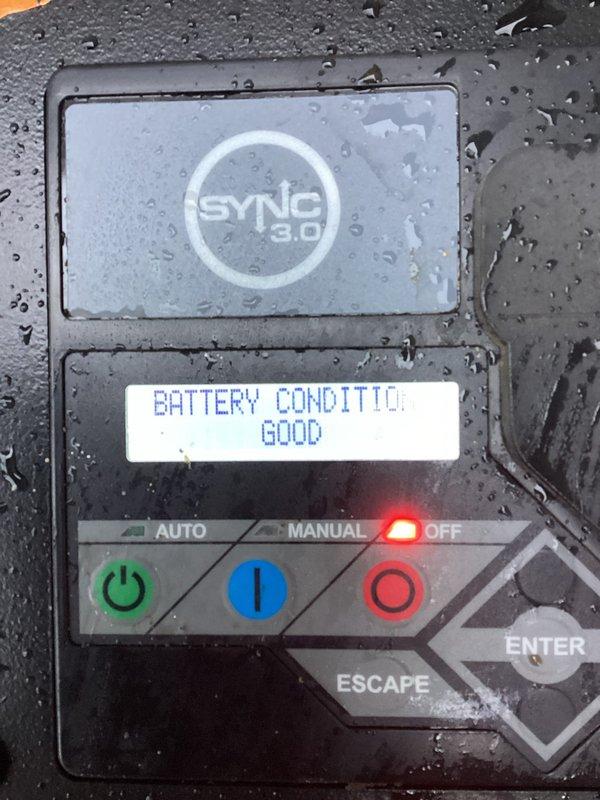 SYNC
3.0
BATTERY CONDITION
GOOD
AUTO
MANUAL
OFF
ENTER
ESCAPE